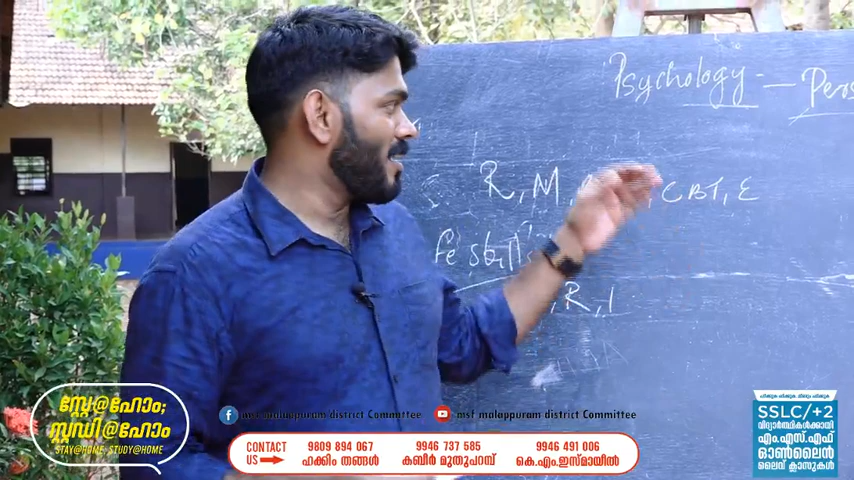 Psychology — Pers
R, M,
, CBT, E
fe skills
R, I
സ്റ്റേ@ഹോം;
സ്റ്റഡി@ഹോം
STAY@HOME; STUDY@HOME
msf malappuram district Committee
msf malappuram district Committee
CONTACT US
9809 894 067
ഹക്കീം തങ്ങൾ
9946 737 585
കബീർ മുതുപറമ്പ്
9946 491 006
കെ.എം.ഇസ്മായീൽ
SSLC/+2
വിദ്യാർത്ഥികൾക്കായി
എം.എസ്.എഫ്
ഓൺലൈൻ
ലൈവ് ക്ലാസുകൾ